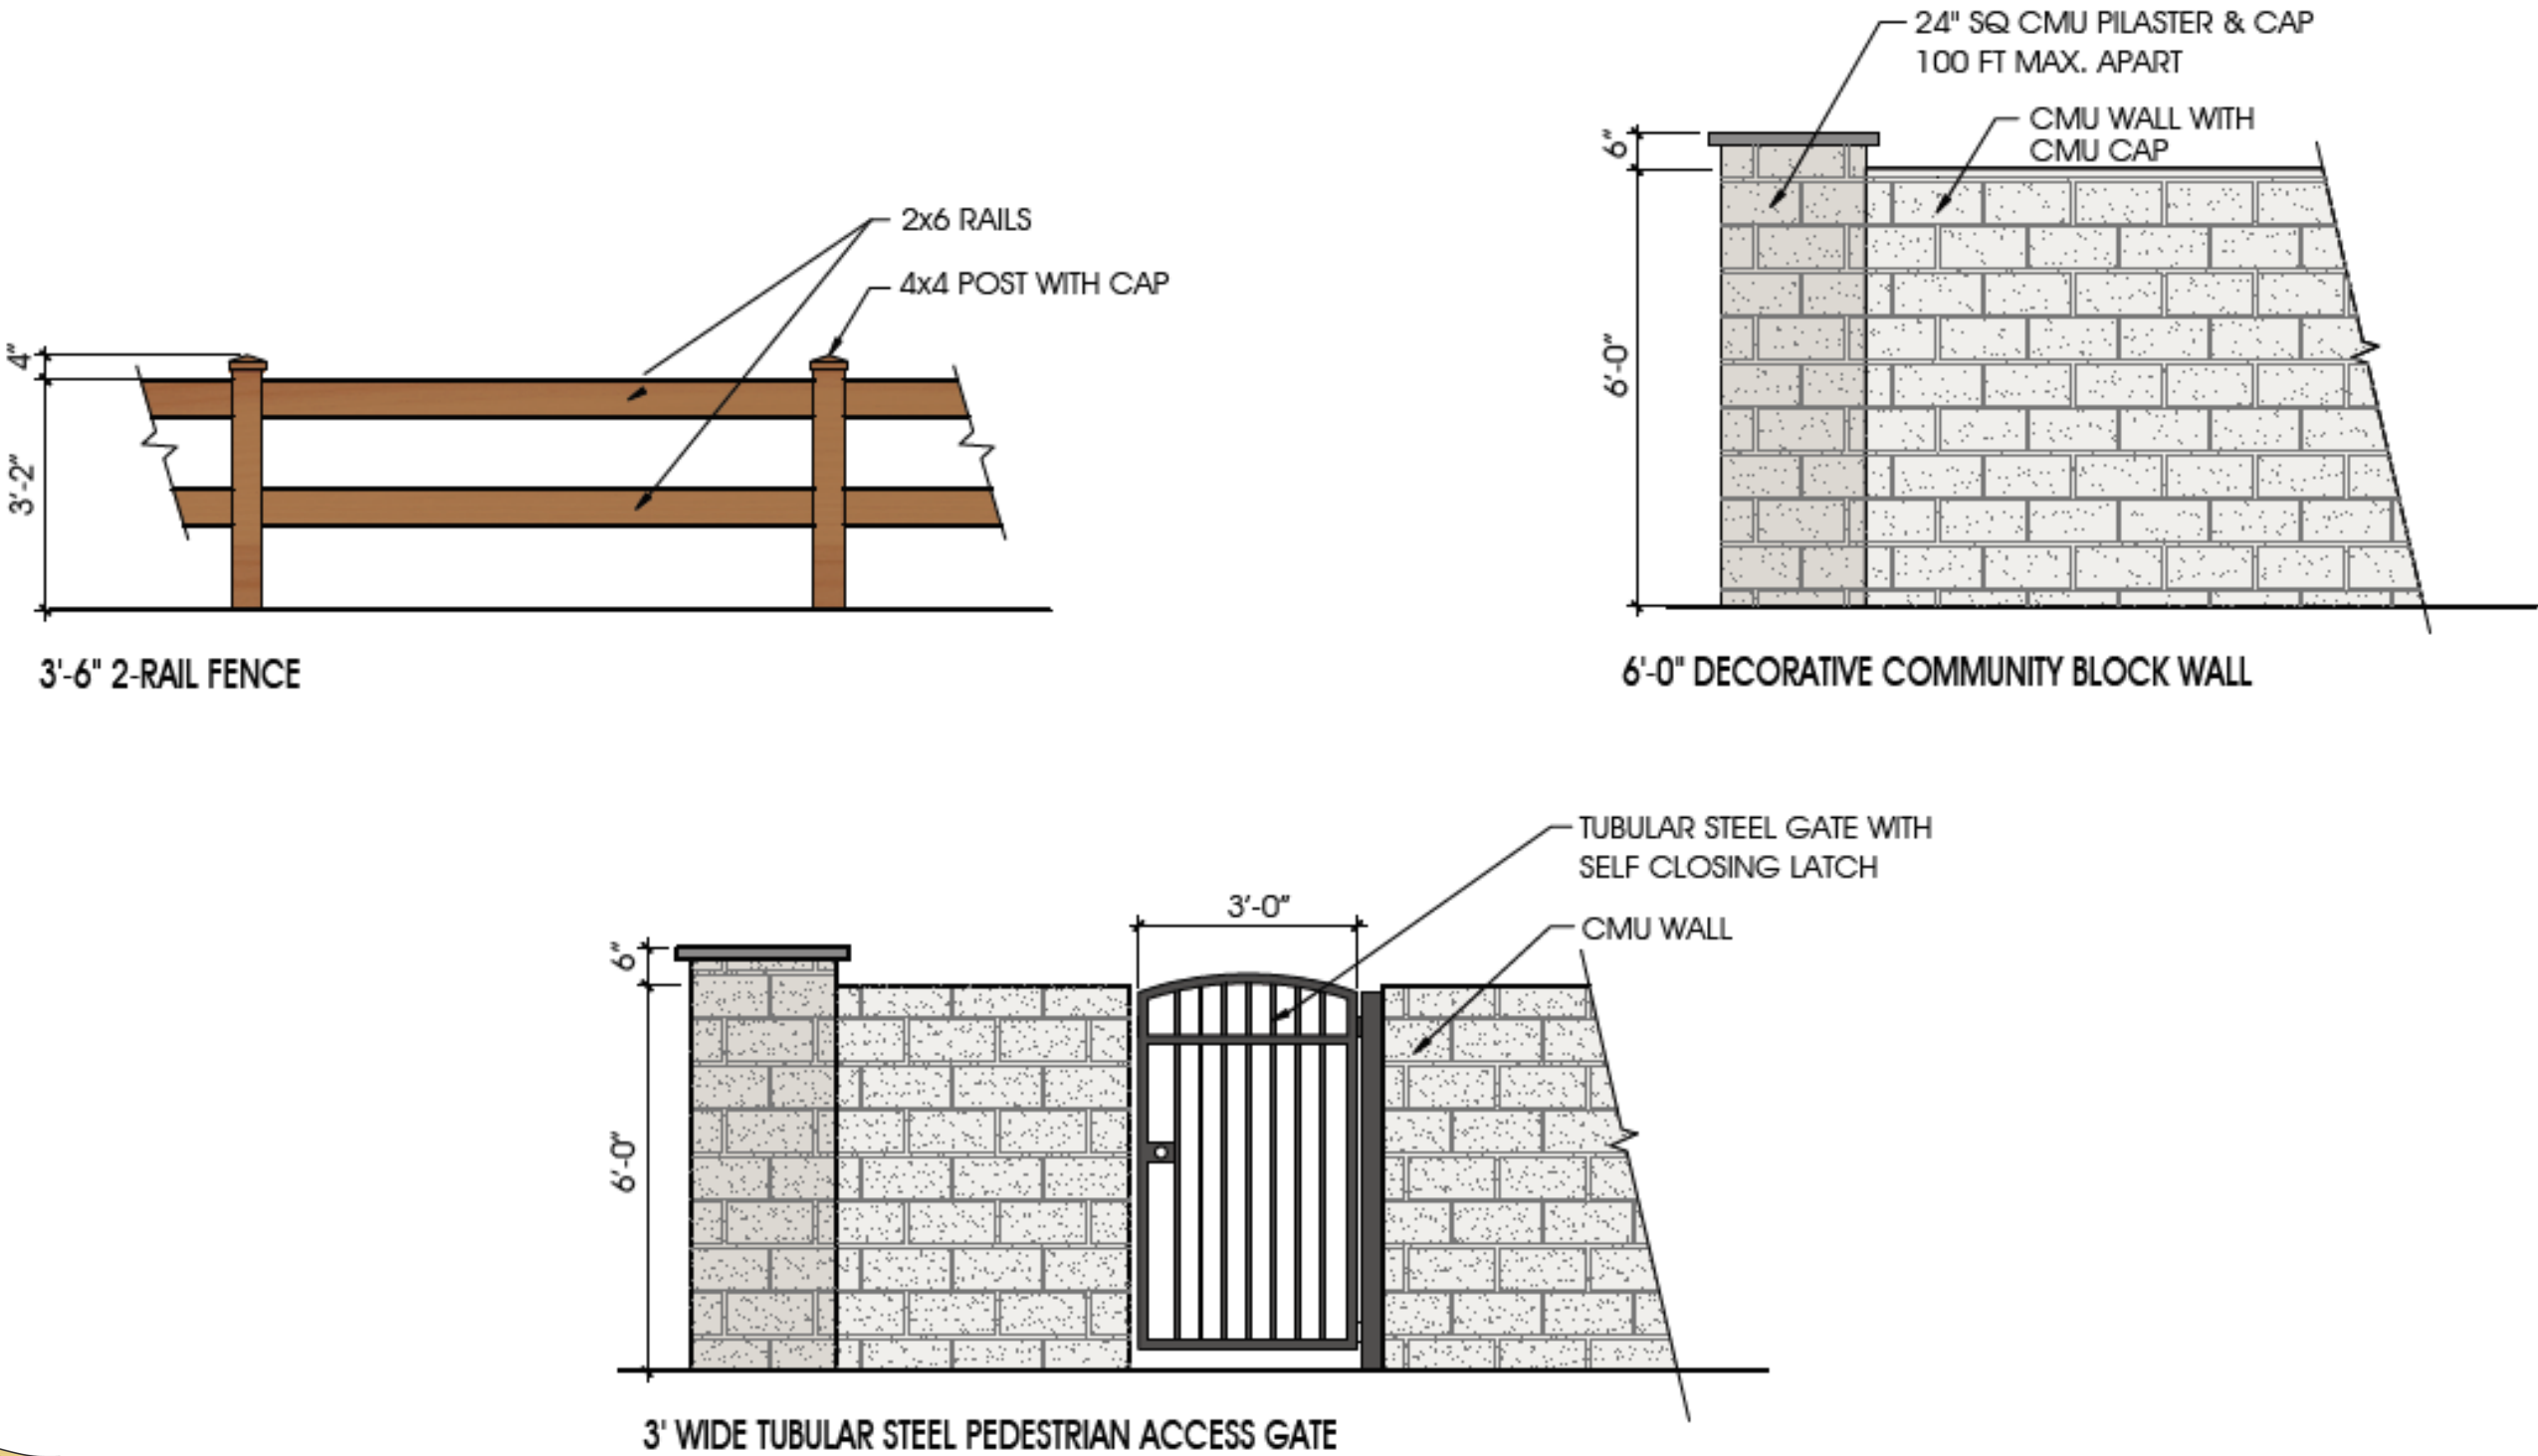 2x6 RAILS
4x4 POST WITH CAP
4"
3'-2"
3'-6" 2-RAIL FENCE
24" SQ CMU PILASTER & CAP
100 FT MAX. APART
CMU WALL WITH
CMU CAP
6"
6'-0"
6'-0" DECORATIVE COMMUNITY BLOCK WALL
TUBULAR STEEL GATE WITH
SELF CLOSING LATCH
3'-0"
CMU WALL
6"
6'-0"
3' WIDE TUBULAR STEEL PEDESTRIAN ACCESS GATE